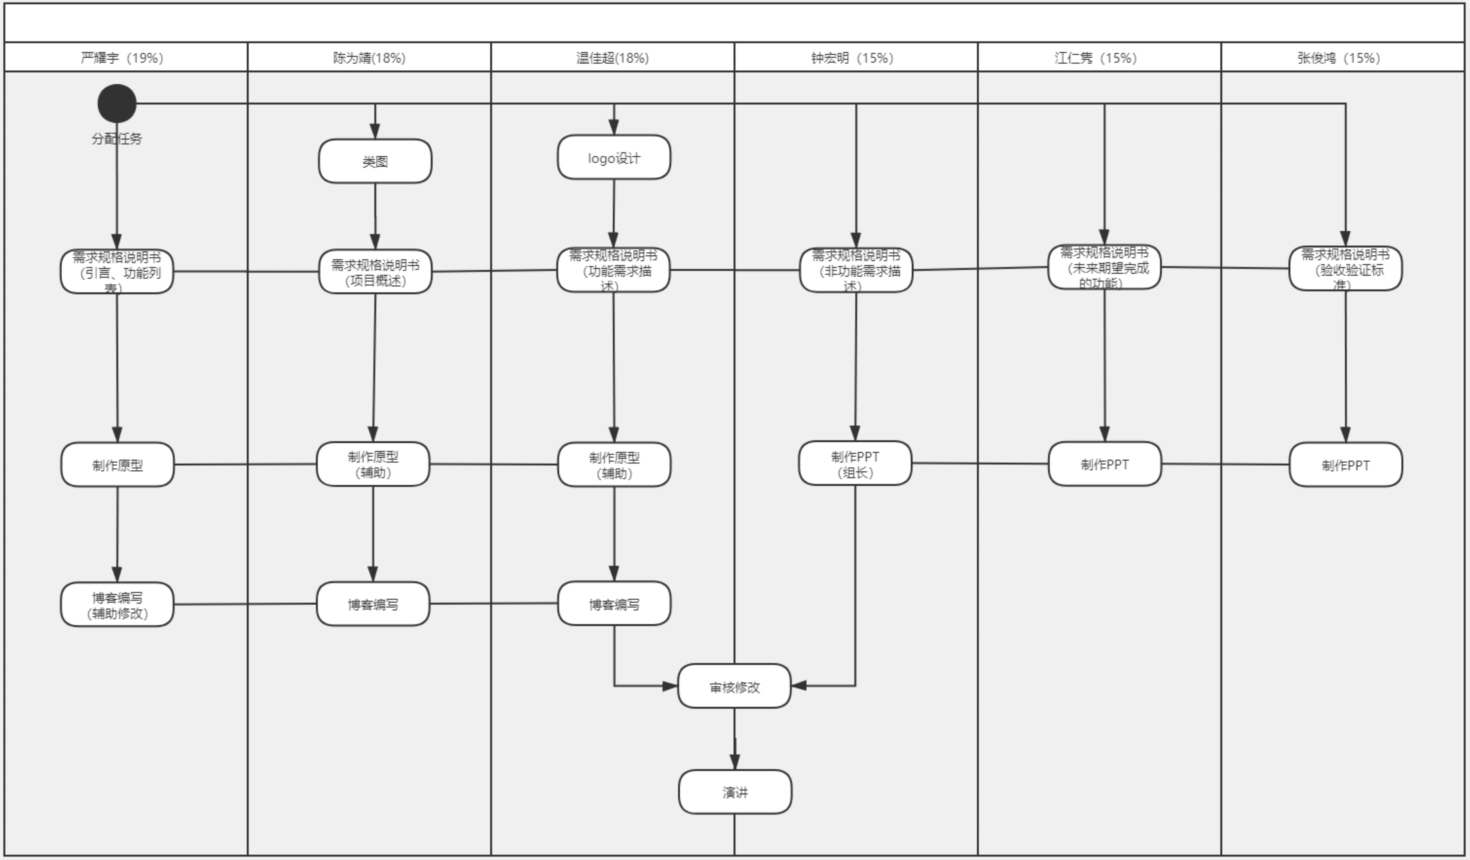 严耀宇（19%）
陈为靖(18%)
温佳超(18%)
钟宏明（15%）
江仁隽（15%）
张俊鸿（15%）
分配任务
类图
logo设计
需求规格说明书
（引言、功能列
表）
需求规格说明书
（项目概述）
需求规格说明书
（功能需求描
述）
需求规格说明书
（非功能需求描
述）
需求规格说明书
（未来期望完成
的功能）
需求规格说明书
（验收验证标
准）
制作原型
制作原型
（辅助）
制作原型
（辅助）
制作PPT
（组长）
制作PPT
制作PPT
博客编写
（辅助修改）
博客编写
博客编写
审核修改
演讲